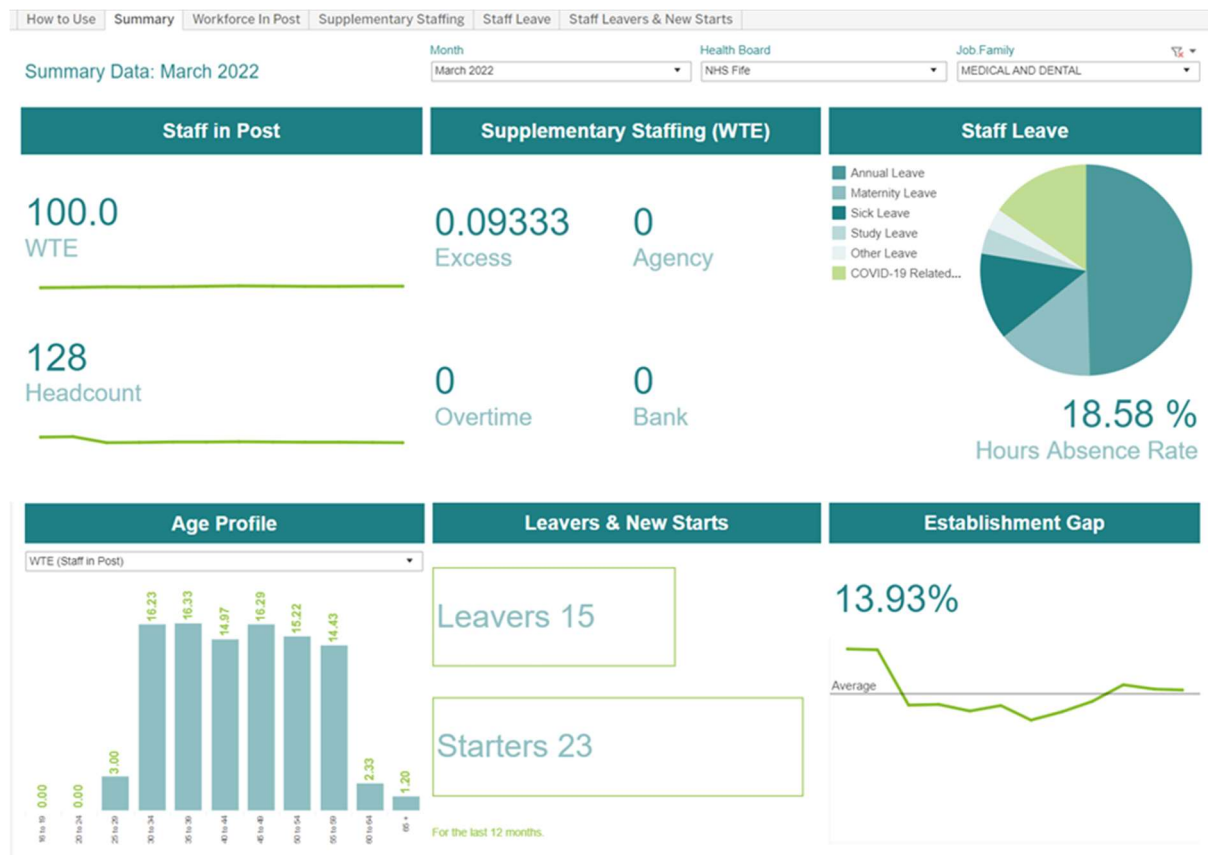 How to Use
Summary
Workforce In Post
Supplementary Staffing
Staff Leave
Staff Leavers & New Starts
Summary Data: March 2022
Month
March 2022
Health Board
NHS Fife
Job.Family
MEDICAL AND DENTAL
Staff in Post
100.0
WTE
128
Headcount
Supplementary Staffing (WTE)
0.09333
Excess
0
Agency
0
Overtime
0
Bank
Staff Leave
Annual Leave
Maternity Leave
Sick Leave
Study Leave
Other Leave
COVID-19 Related...
18.58 %
Hours Absence Rate
Age Profile
WTE (Staff in Post)
0.00
0.00
3.00
16.23
16.33
14.97
16.29
15.22
14.43
2.33
1.20
16 to 19
20 to 24
25 to 29
30 to 34
35 to 39
40 to 44
45 to 49
50 to 54
55 to 59
60 to 64
65 +
Leavers & New Starts
Leavers 15
Starters 23
For the last 12 months.
Establishment Gap
13.93%
Average